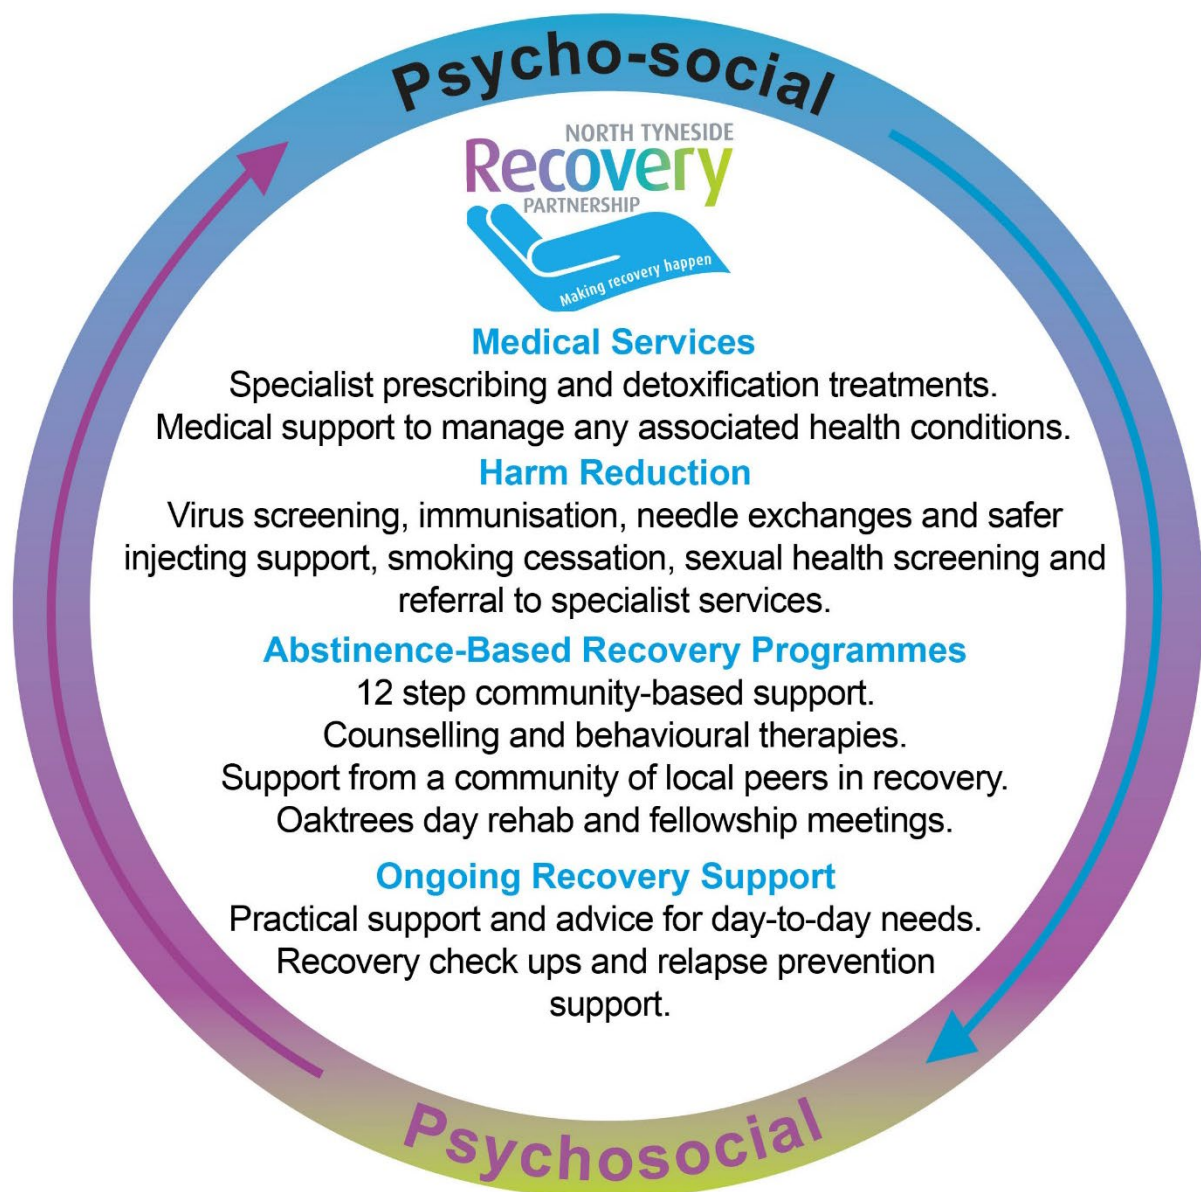 Psycho-social
NORTH TYNESIDE
Recovery
PARTNERSHIP
Making recovery happen
Medical Services
Specialist prescribing and detoxification treatments.
Medical support to manage any associated health conditions.
Harm Reduction
Virus screening, immunisation, needle exchanges and safer
injecting support, smoking cessation, sexual health screening and
referral to specialist services.
Abstinence-Based Recovery Programmes
12 step community-based support.
Counselling and behavioural therapies.
Support from a community of local peers in recovery.
Oaktrees day rehab and fellowship meetings.
Ongoing Recovery Support
Practical support and advice for day-to-day needs.
Recovery check ups and relapse prevention
support.
Psychosocial